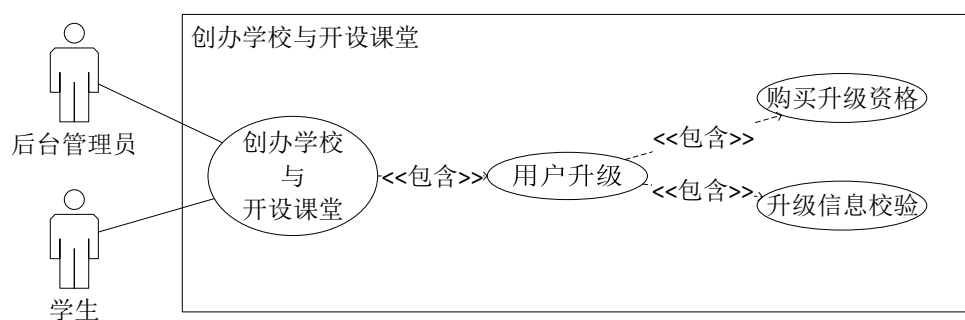 创办学校与开设课堂
后台管理员
学生
创办学校
与
开设课堂
<<包含>>
用户升级
<<包含>>
购买升级资格
<<包含>>
升级信息校验